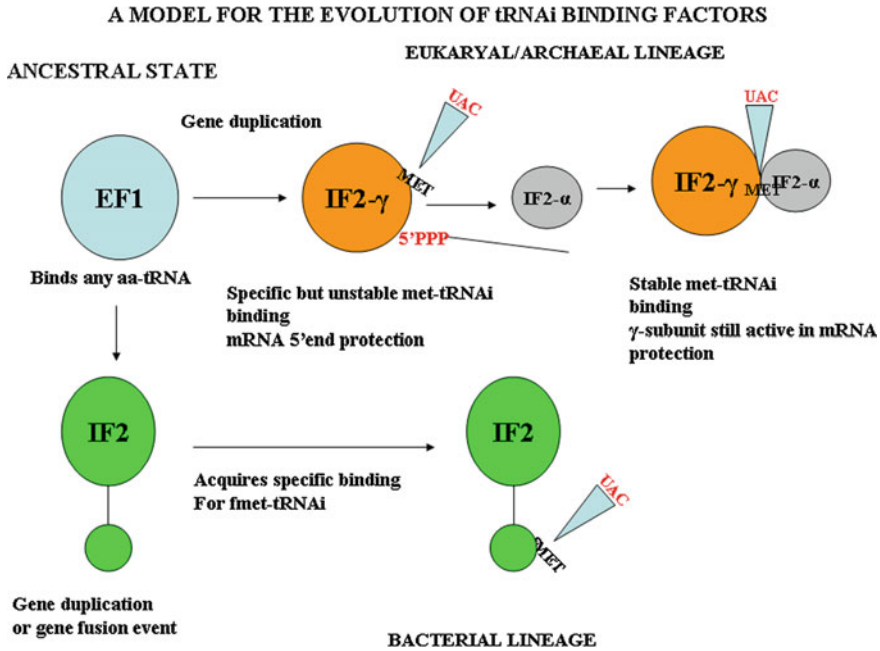 A MODEL FOR THE EVOLUTION OF tRNAi BINDING FACTORS
EUKARYAL/ARCHAEAL LINEAGE
ANCESTRAL STATE
Gene duplication
EF1
Binds any aa-tRNA
IF2-γ
MET
UAC
5’PPP
Specific but unstable met-tRNAi
binding
mRNA 5’end protection
IF2-α
IF2-γ
UAC
MET
IF2-α
Stable met-tRNAi
binding
γ-subunit still active in mRNA
protection
IF2
Gene duplication
or gene fusion event
Acquires specific binding
For fmet-tRNAi
IF2
fMET
UAC
BACTERIAL LINEAGE